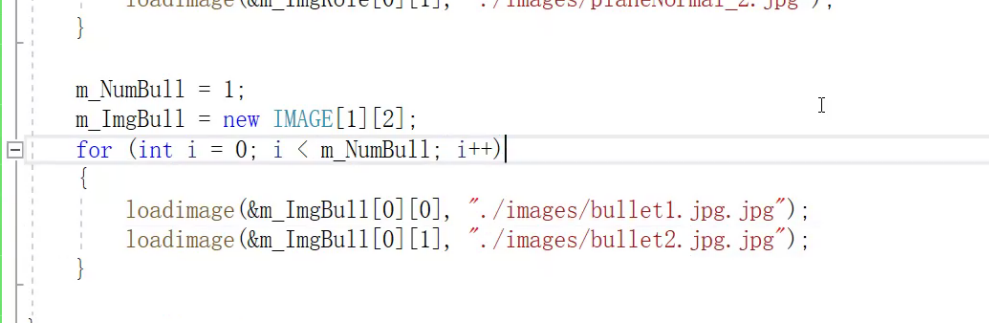 loadimage(&m_ImgRole[0][1], "./images/planeNormal_2.jpg");
}
m_NumBull = 1;
m_ImgBull = new IMAGE[1][2];
for (int i = 0; i < m_NumBull; i++)
{
loadimage(&m_ImgBull[0][0], "./images/bullet1.jpg.jpg");
loadimage(&m_ImgBull[0][1], "./images/bullet2.jpg.jpg");
}